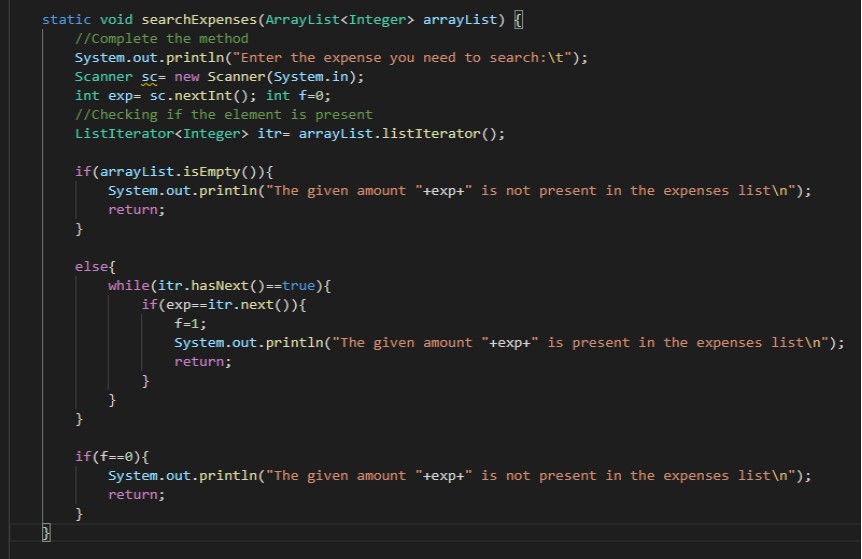 static void searchExpenses(ArrayList<Integer> arrayList) {
//Complete the method
System.out.println("Enter the expense you need to search:\t");
Scanner sc= new Scanner(System.in);
int exp= sc.nextInt(); int f=0;
//Checking if the element is present
ListIterator<Integer> itr= arrayList.listIterator();
if(arrayList.isEmpty()){
System.out.println("The given amount "+exp+" is not present in the expenses list\n");
return;
}
else{
while(itr.hasNext()==true){
if(exp==itr.next()){
f=1;
System.out.println("The given amount "+exp+" is present in the expenses list\n");
return;
}
}
}
if(f==0){
System.out.println("The given amount "+exp+" is not present in the expenses list\n");
return;
}
}